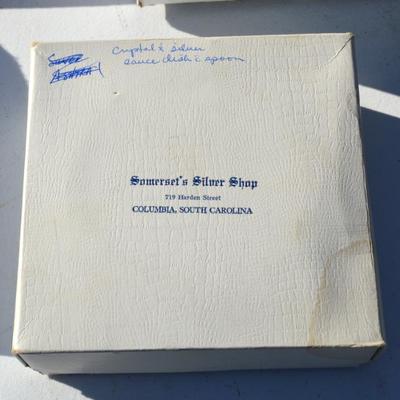 Crystal & silver
sauce dish & spoon
Somerset's Silver Shop
719 Harden Street
COLUMBIA, SOUTH CAROLINA